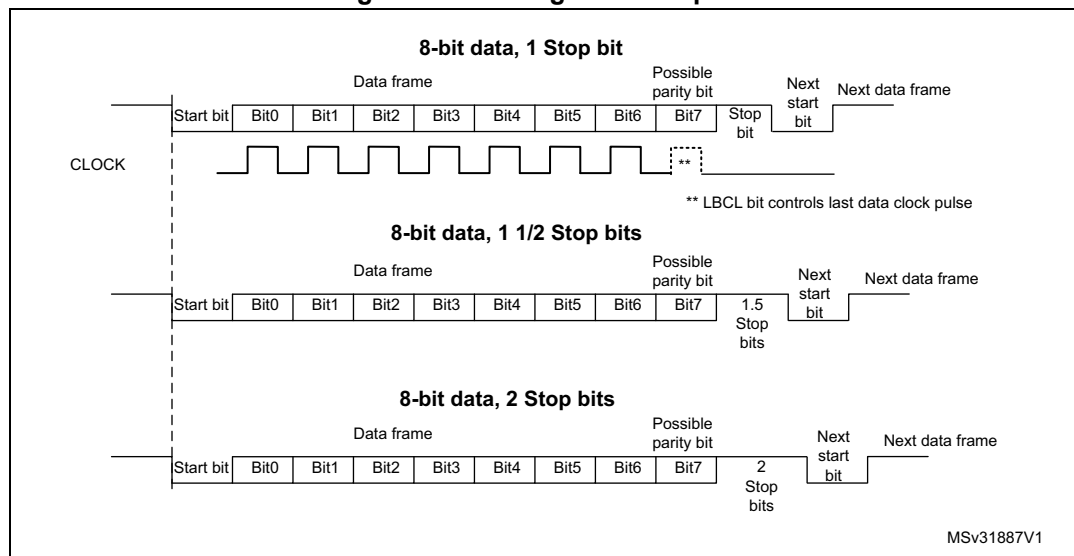 8-bit data, 1 Stop bit
Data frame
Possible
parity bit
Next
start
bit
Next data frame
Start bit Bit0 Bit1 Bit2 Bit3 Bit4 Bit5 Bit6 Bit7 Stop
bit
CLOCK
**
** LBCL bit controls last data clock pulse
8-bit data, 1 1/2 Stop bits
Data frame
Possible
parity bit
Next
start
bit
Next data frame
Start bit Bit0 Bit1 Bit2 Bit3 Bit4 Bit5 Bit6 Bit7 1.5
Stop
bits
8-bit data, 2 Stop bits
Data frame
Possible
parity bit
Next
start
bit
Next data frame
Start bit Bit0 Bit1 Bit2 Bit3 Bit4 Bit5 Bit6 Bit7 2
Stop
bits
MSv31887V1